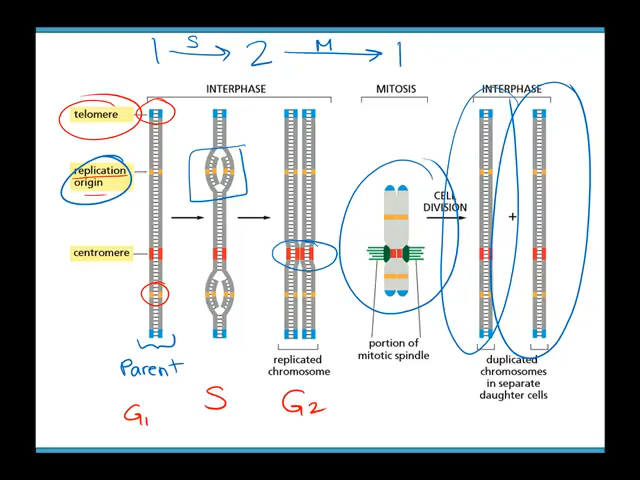 1 S 2 M 1
INTERPHASE
MITOSIS
INTERPHASE
telomere
replication
origin
centromere
CELL
DIVISION
+
Parent
replicated
chromosome
portion of
mitotic spindle
duplicated
chromosomes
in separate
daughter cells
G1
S
G2